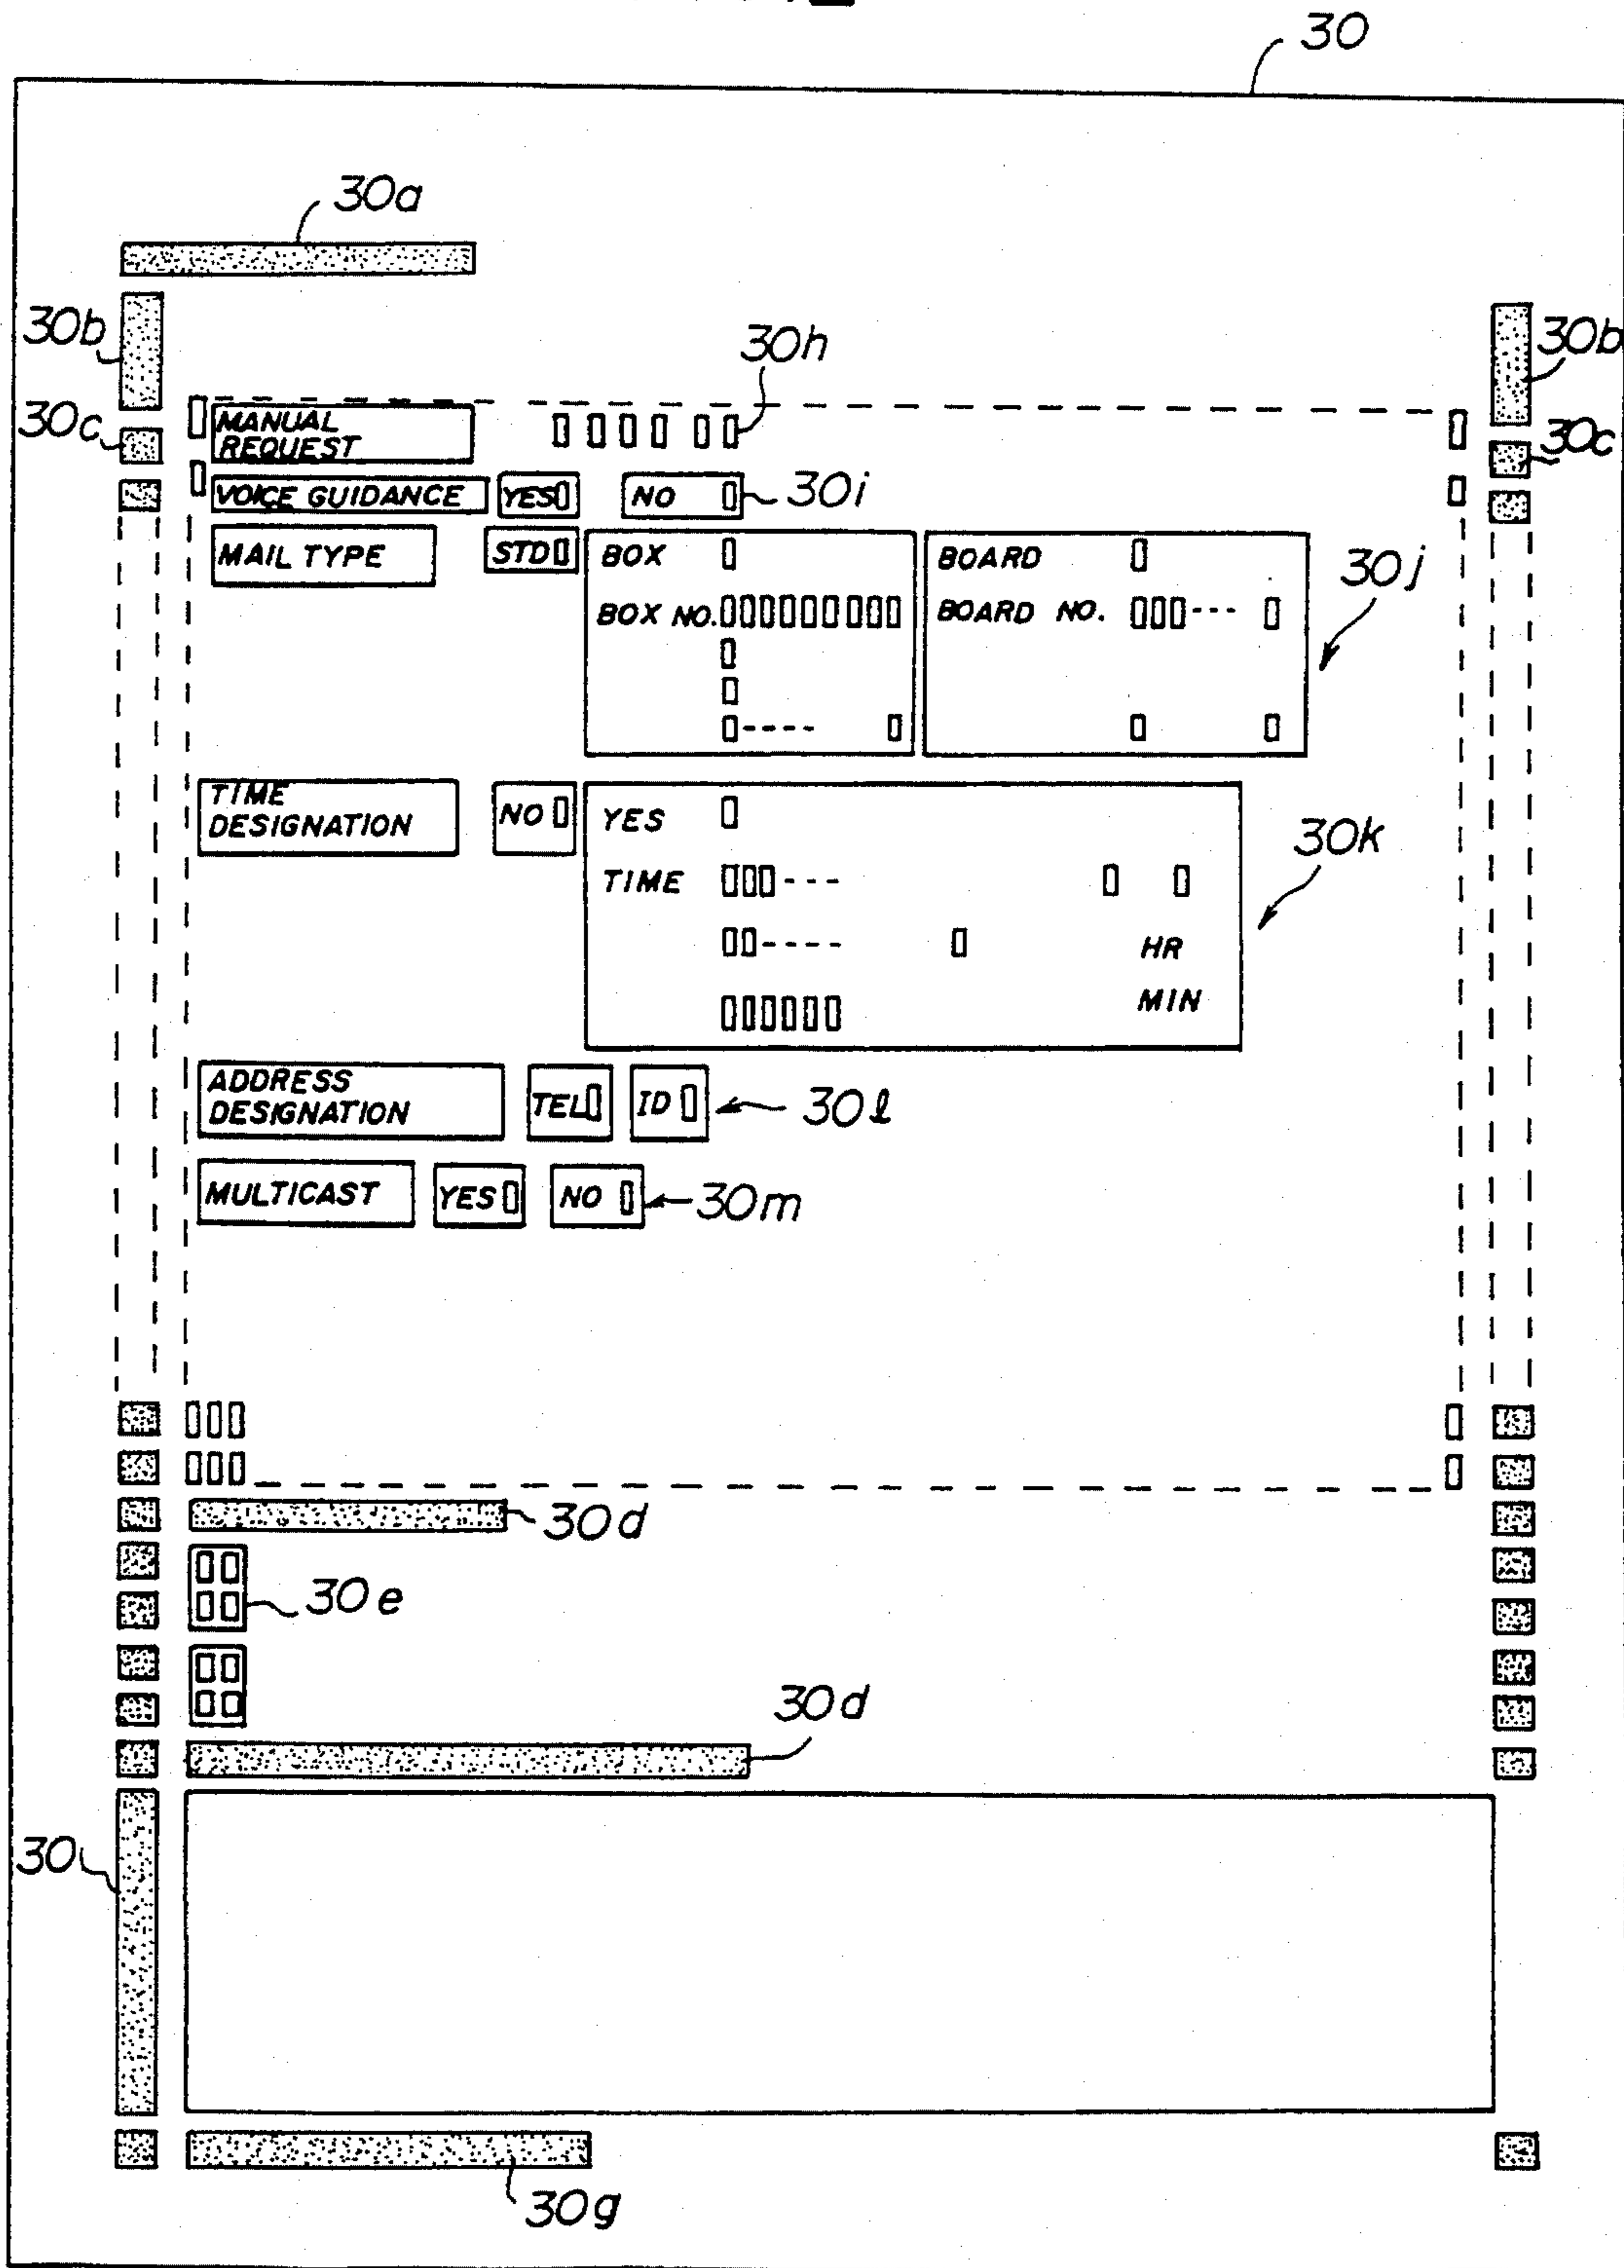 30
30a
30b
30b
30h
30c
30c
MANUAL
REQUEST
VOICE GUIDANCE YES NO 30i
MAIL TYPE STD BOX BOARD 30j
BOX NO. BOARD NO.
TIME
DESIGNATION NO YES 30k
TIME
HR
MIN
ADDRESS
DESIGNATION TEL ID 30l
MULTICAST YES NO 30m
30d
30e
30d
30
30g